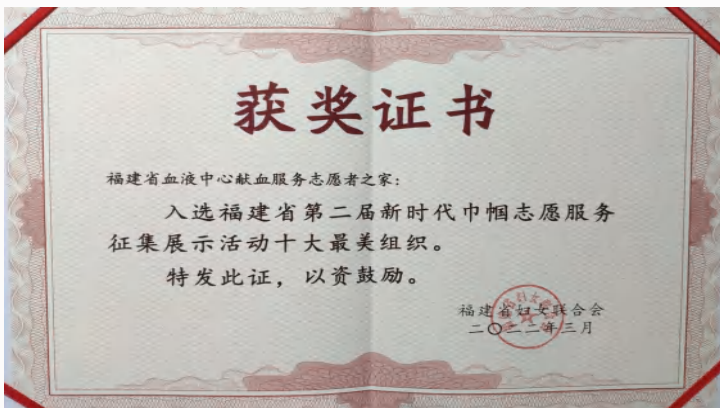 获奖证书
福建省血液中心献血服务志愿者之家：
入选福建省第二届新时代巾帼志愿服务
征集展示活动十大最美组织。
特发此证，以资鼓励。
福建省妇女联合会
二〇二二年三月